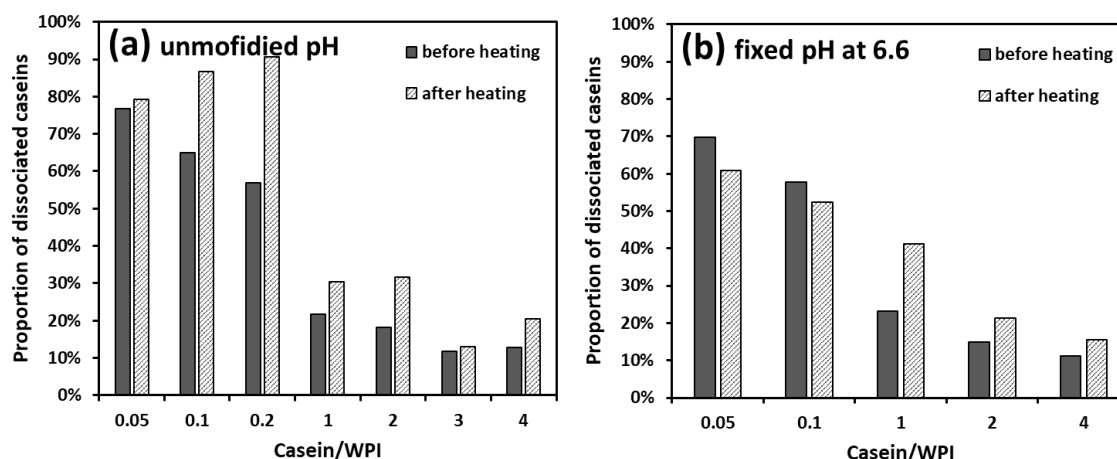 (a) unmofidied pH
before heating
after heating
100%
90%
80%
70%
60%
50%
40%
30%
20%
10%
0%
Proportion of dissociated caseins
0.05 0.1 0.2 1 2 3 4
Casein/WPI
(b) fixed pH at 6.6
before heating
after heating
100%
90%
80%
70%
60%
50%
40%
30%
20%
10%
0%
Proportion of dissociated caseins
0.05 0.1 1 2 4
Casein/WPI